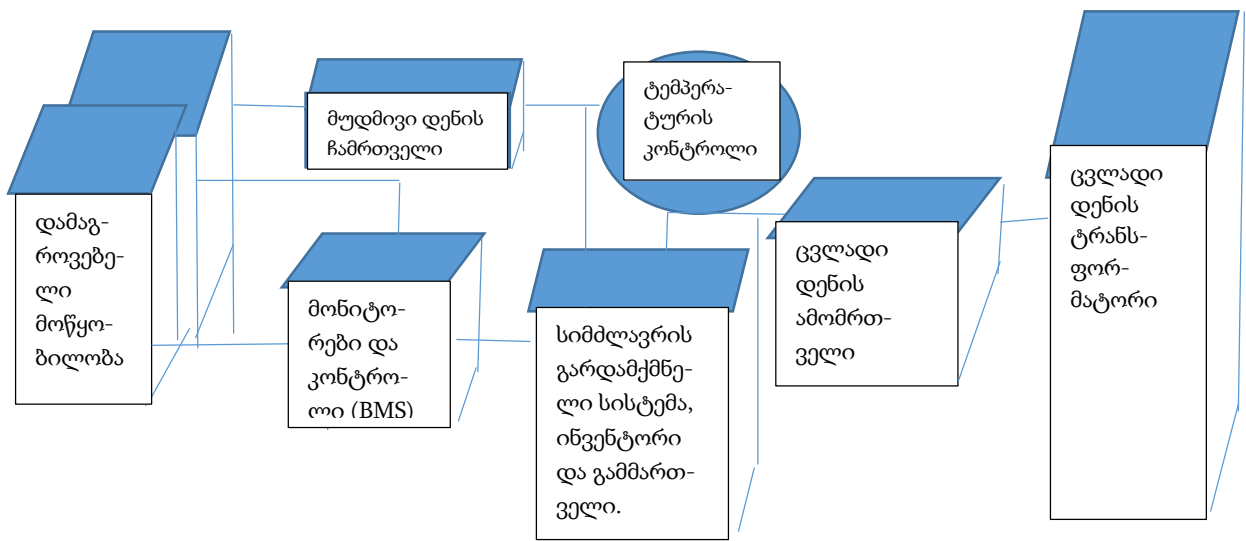 დამაგ-
როვებე-
ლი
მოწყო-
ბილობა
მუდმივი დენის
ჩამრთველი
მონიტო-
რები და
კონტრო-
ლი (BMS)
ტემპერა-
ტურის
კონტროლი
სიმძლავრის
გარდამქმნე-
ლი სისტემა,
ინვენტორი
და გამმართ-
ველი.
ცვლადი
დენის
ამომრთ-
ველი
ცვლადი
დენის
ტრანს-
ფორ-
მატორი